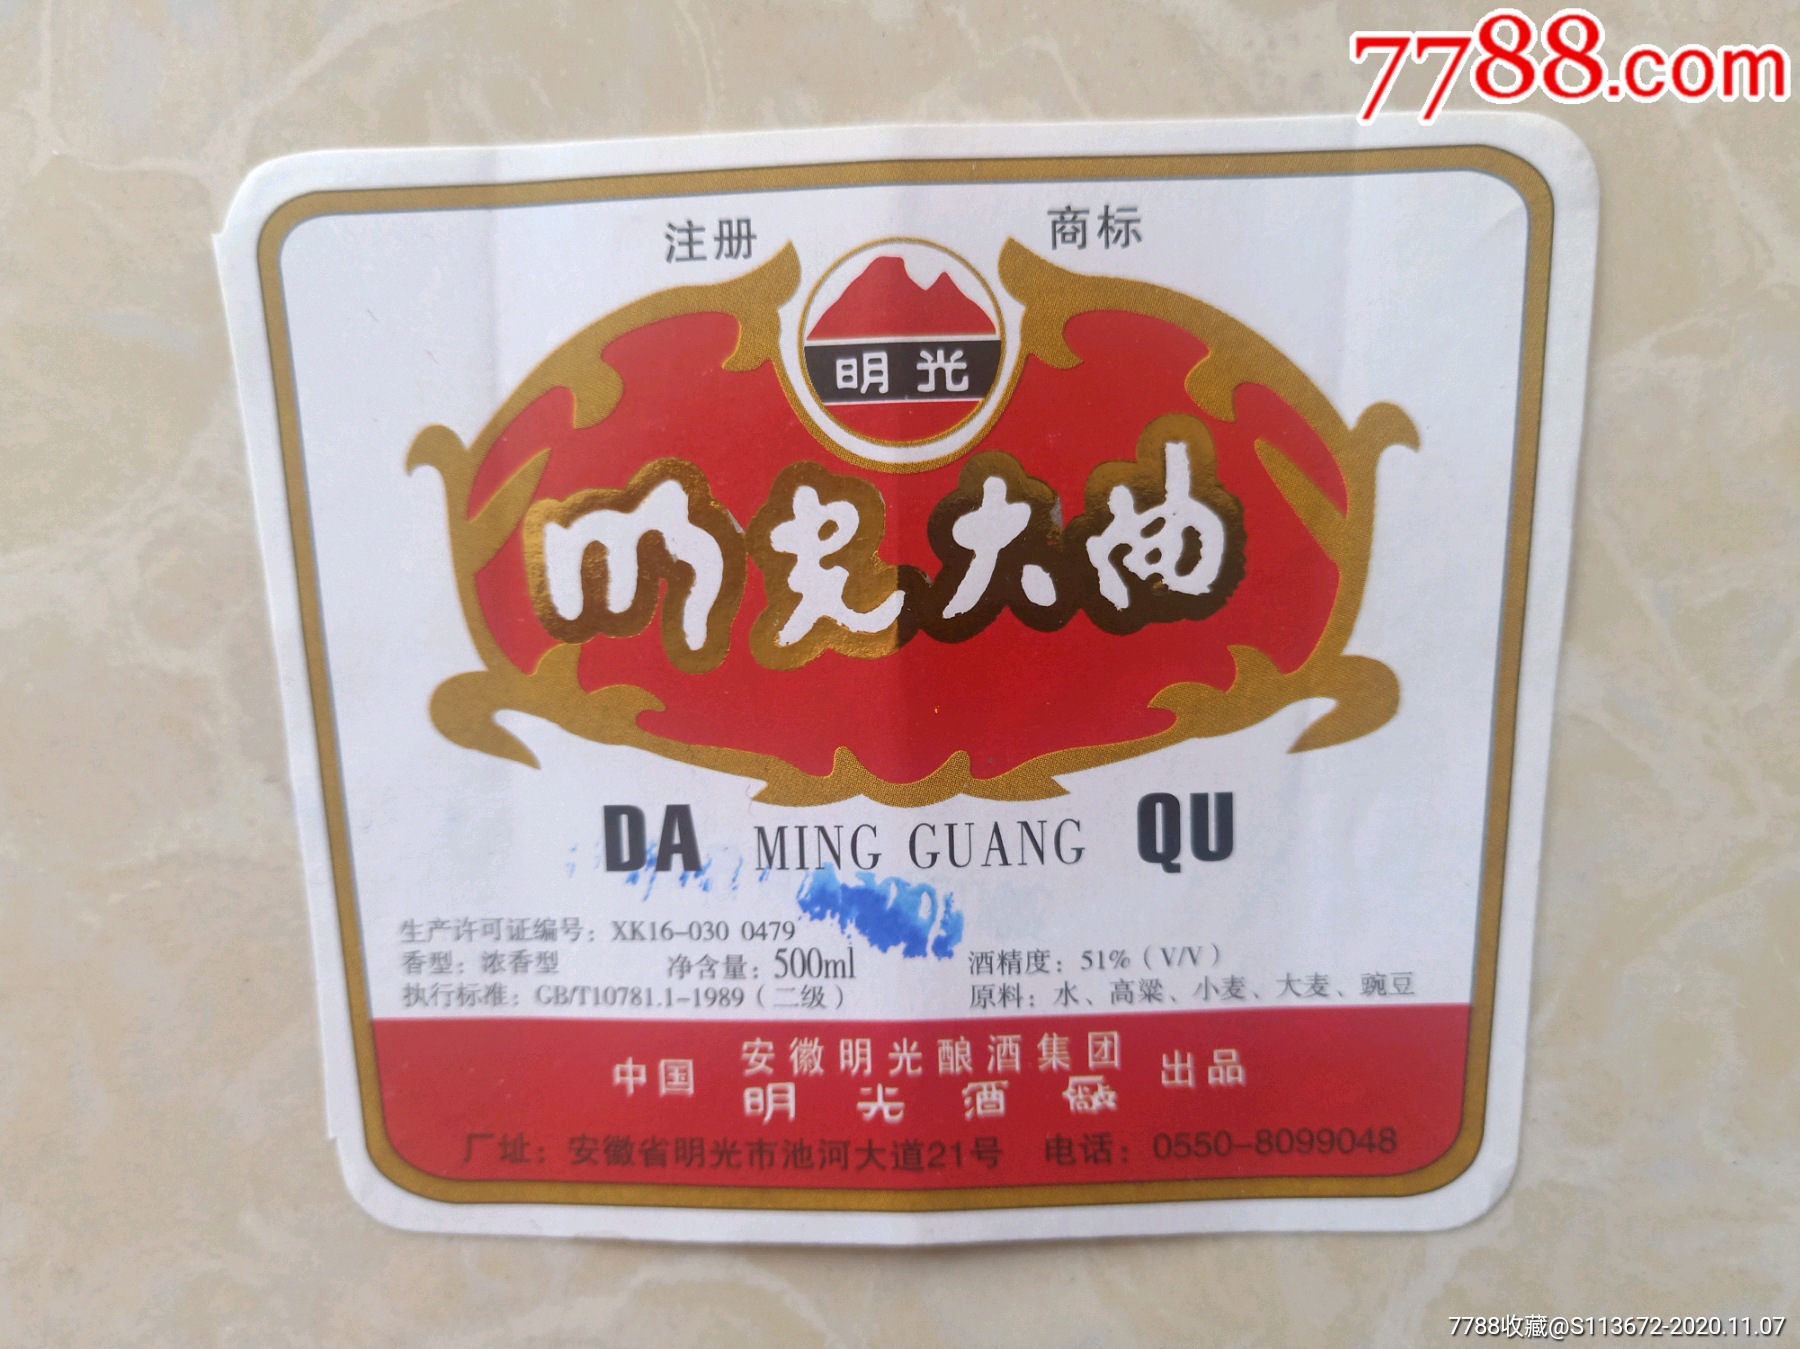 7788.com
注册 商标
明光
明光大曲
DA MING GUANG QU
生产许可证编号：XK16-030 0479
香型：浓香型 净含量：500ml 酒精度：51%（V/V）
执行标准：GB/T10781.1-1989（二级） 原料：水、高粱、小麦、大麦、豌豆
中国 安徽明光酿酒集团 出品
明光酒廠
厂址：安徽省明光市池河大道21号 电话：0550-8099048
7788收藏@S113672-2020.11.07